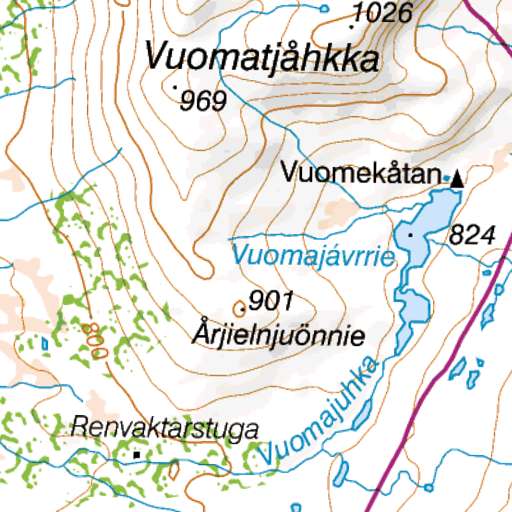 1026
Vuomatjåhkka
969
Vuomekåtan
824
Vuomajávrrie
901
Årjielnjuönnie
800
Vuomajuhka
Renvaktarstuga